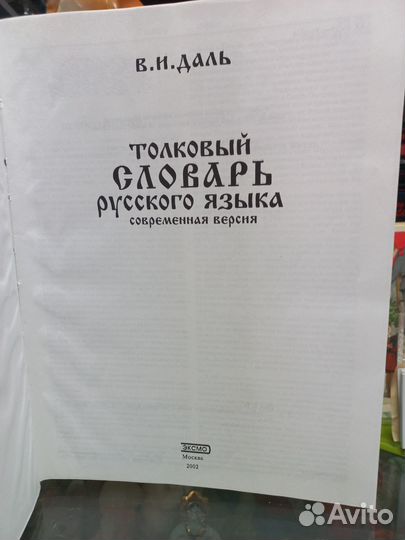 В.И.ДАЛЬ
ТОЛКОВЫЙ
СЛОВАРЬ
РУССКОГО ЯЗЫКА
СОВРЕМЕННАЯ ВЕРСИЯ
ЭКСМО
Москва
2002
Avito